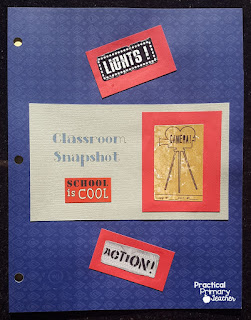 LIGHTS!
Classroom
Snapshot
SCHOOL
is COOL
CAMERA!
ACTION!
Practical
Primary
Teacher